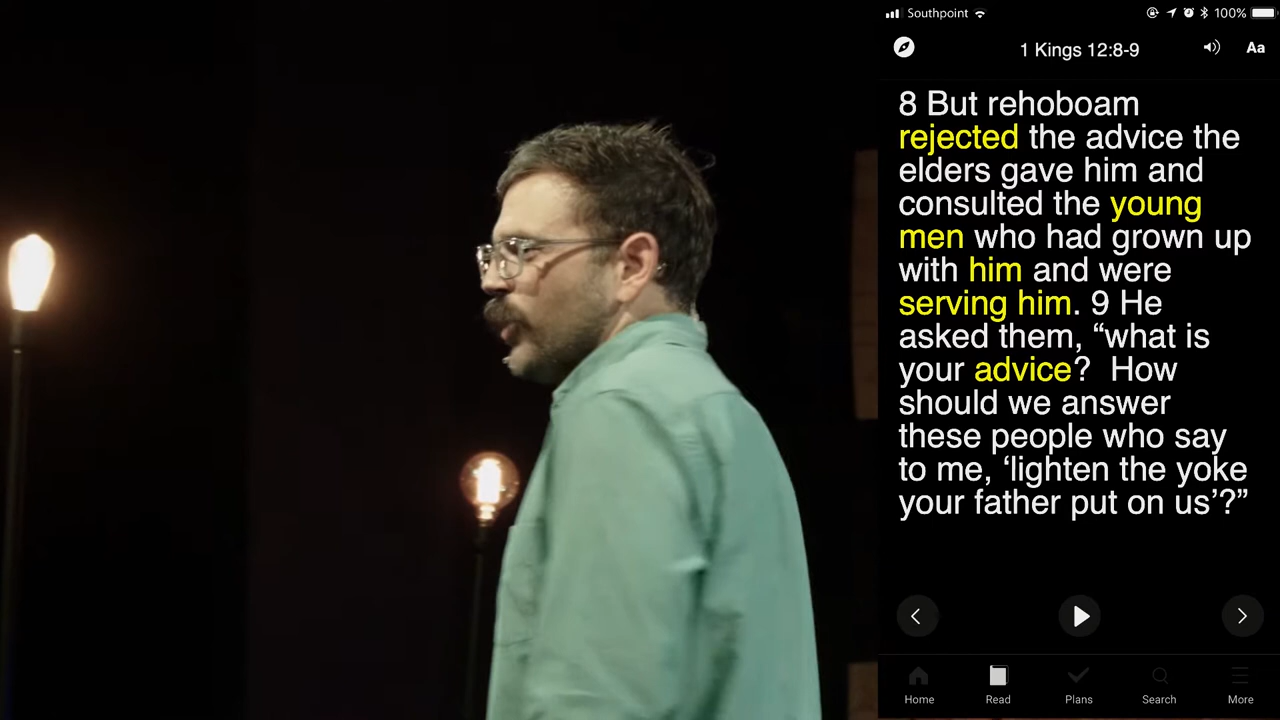 Southpoint
100%
1 Kings 12:8-9
Aa
8 But rehoboam
rejected the advice the
elders gave him and
consulted the young
men who had grown up
with him and were
serving him. 9 He
asked them, “what is
your advice?  How
should we answer
these people who say
to me, ‘lighten the yoke
your father put on us’?”
Home
Read
Plans
Search
More